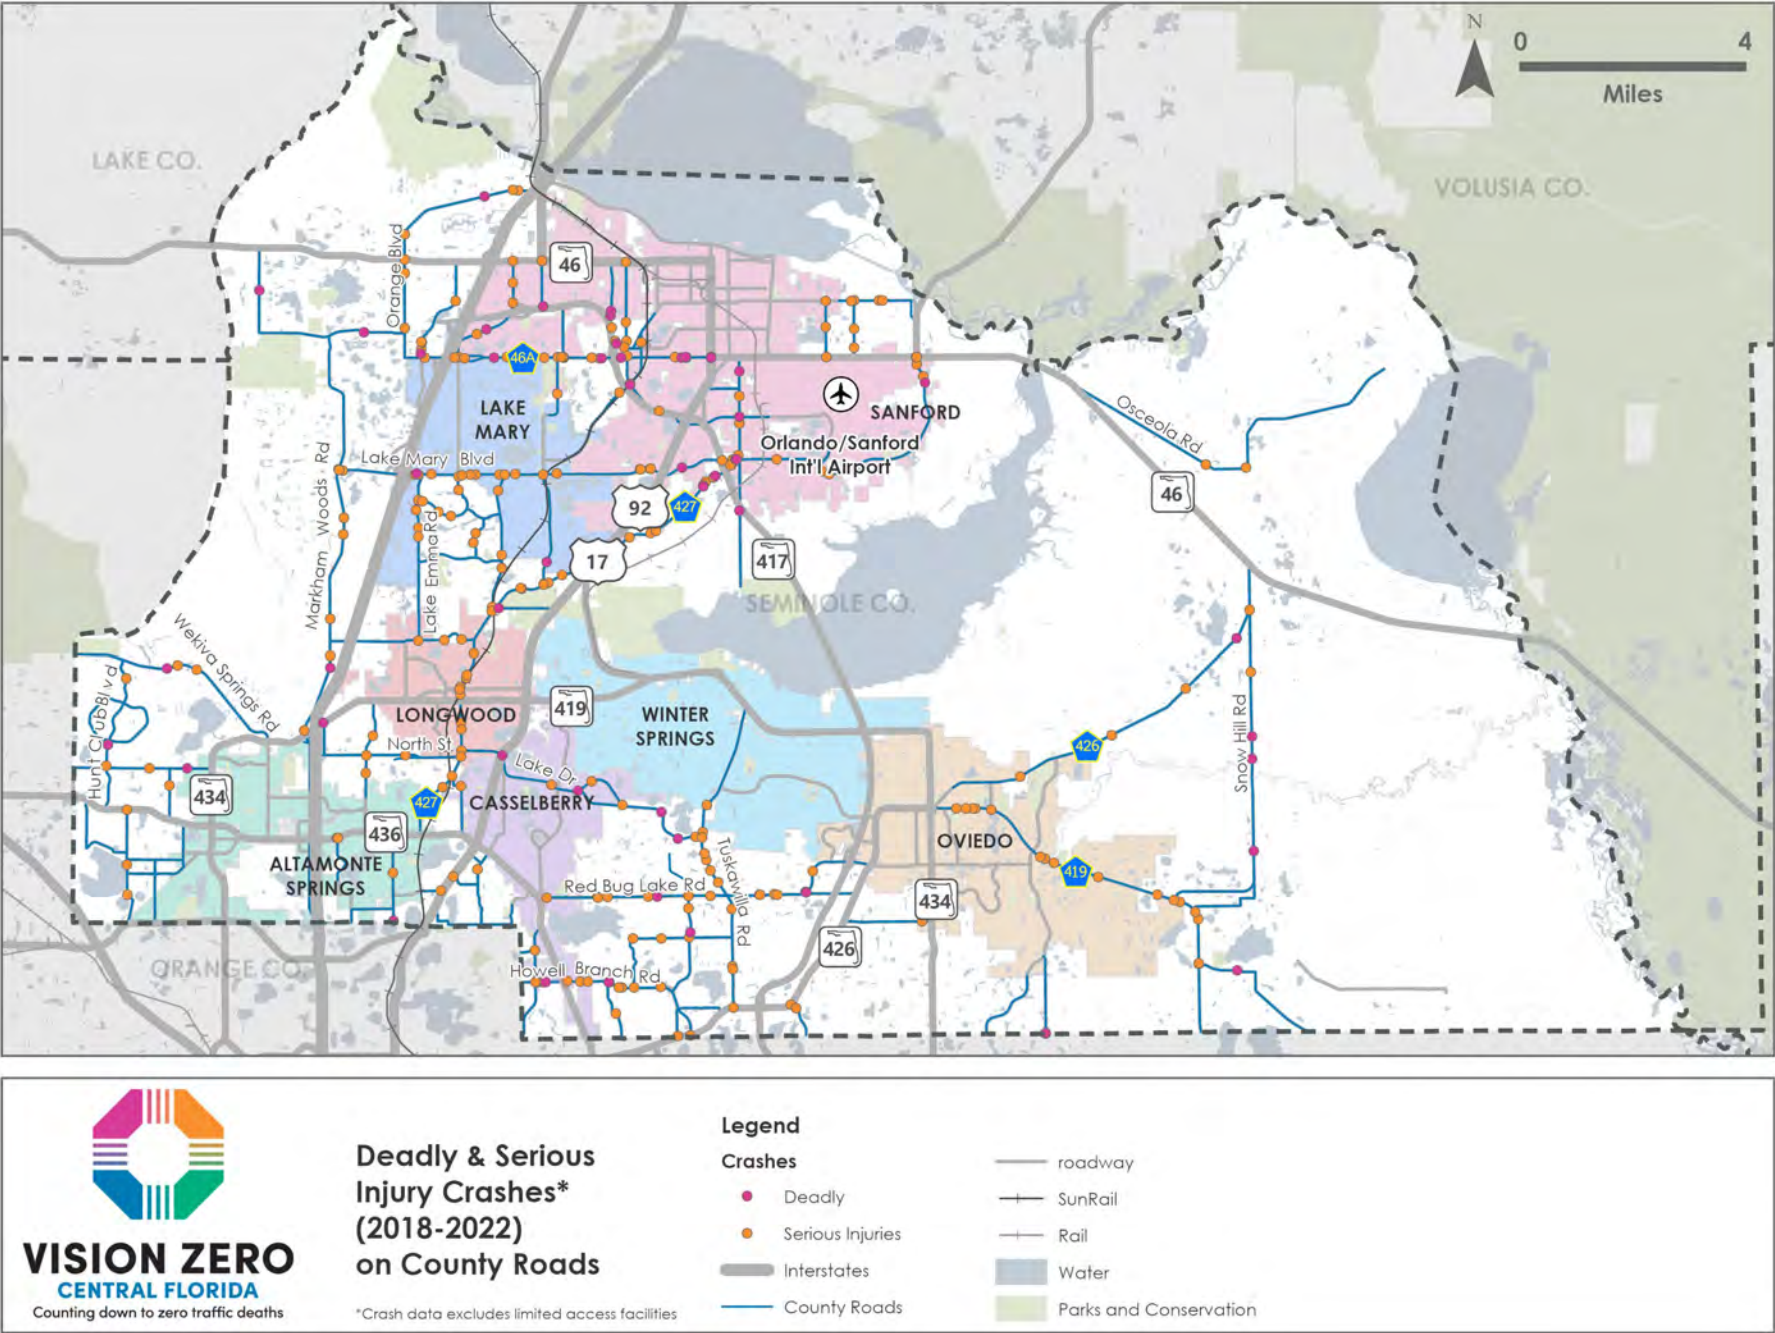 N
0 4
Miles
LAKE CO.
VOLUSIA CO.
Orange Blvd
46
46A
LAKE
MARY
SANFORD
Orlando/Sanford
Int'l Airport
Osceola Rd
Lake Mary Blvd
Markham Woods Rd
46
92
427
Lake Emma Rd
17
417
SEMINOLE CO.
Wekiva Springs Rd
Hunt Club Blvd
LONGWOOD
419
WINTER
SPRINGS
North St
Lake Dr
426
Snow Hill Rd
434
427
CASSELBERRY
436
OVIEDO
ALTAMONTE
SPRINGS
Tuskawilla Rd
419
Red Bug Lake Rd
434
426
ORANGE CO.
Howell Branch Rd
VISION ZERO
CENTRAL FLORIDA
Counting down to zero traffic deaths
Deadly & Serious
Injury Crashes*
(2018-2022)
on County Roads
*Crash data excludes limited access facilities
Legend
Crashes
Deadly
Serious Injuries
Interstates
County Roads
roadway
SunRail
Rail
Water
Parks and Conservation